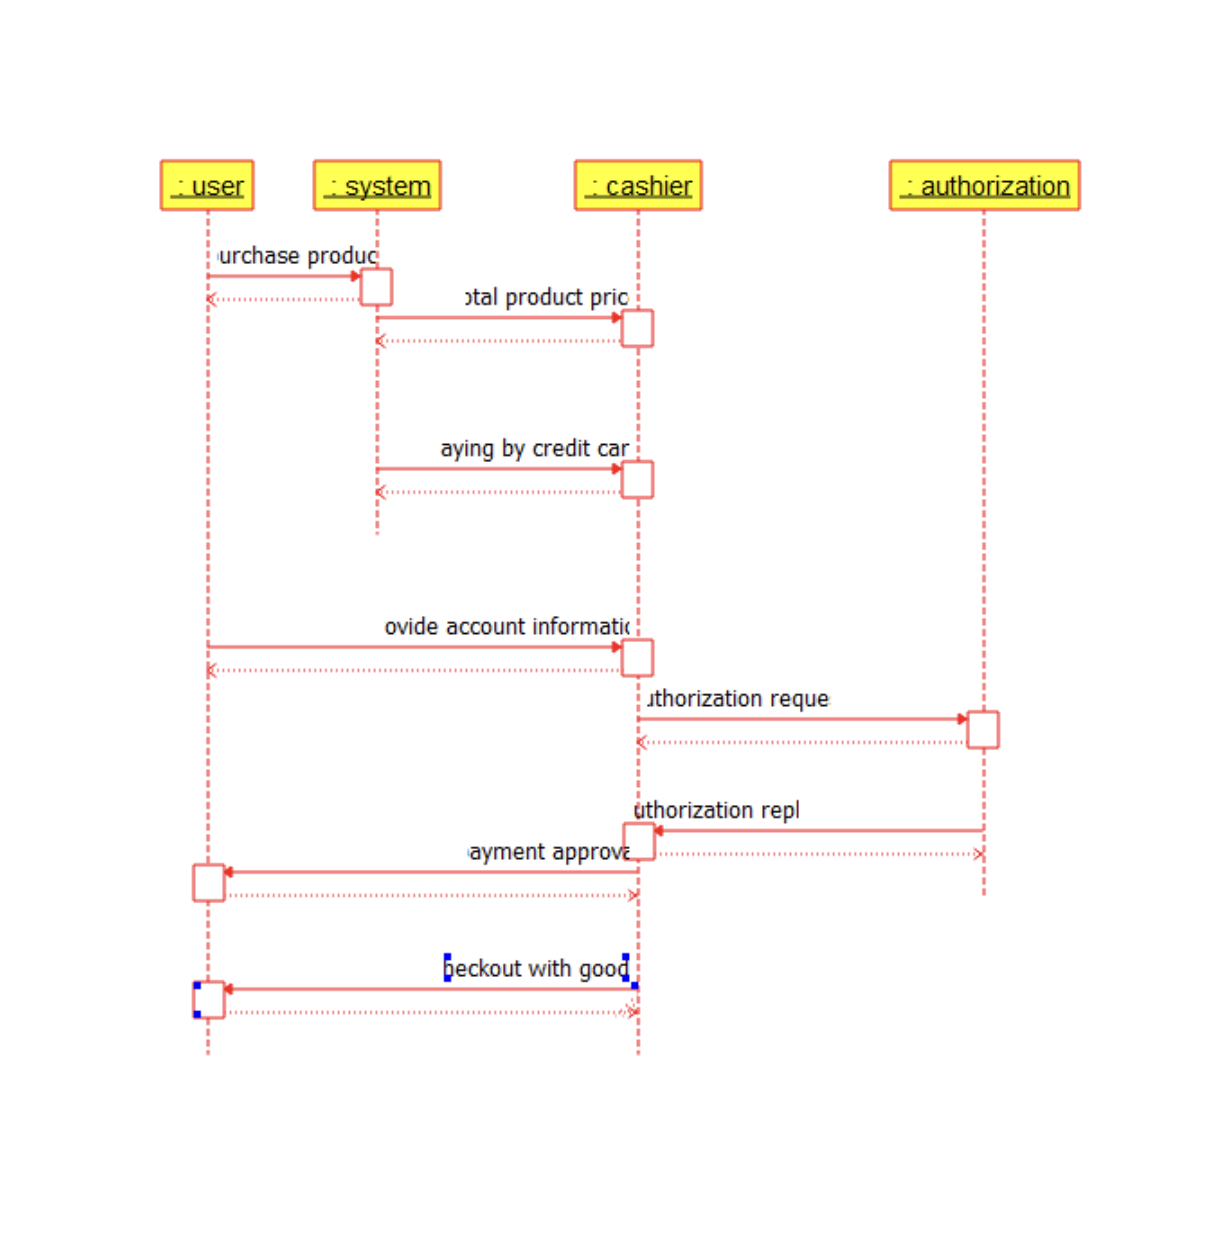 : user
: system
: cashier
: authorization
urchase produc
otal product pric
aying by credit car
ovide account informatic
uthorization reque
uthorization repl
ayment approva
heckout with good